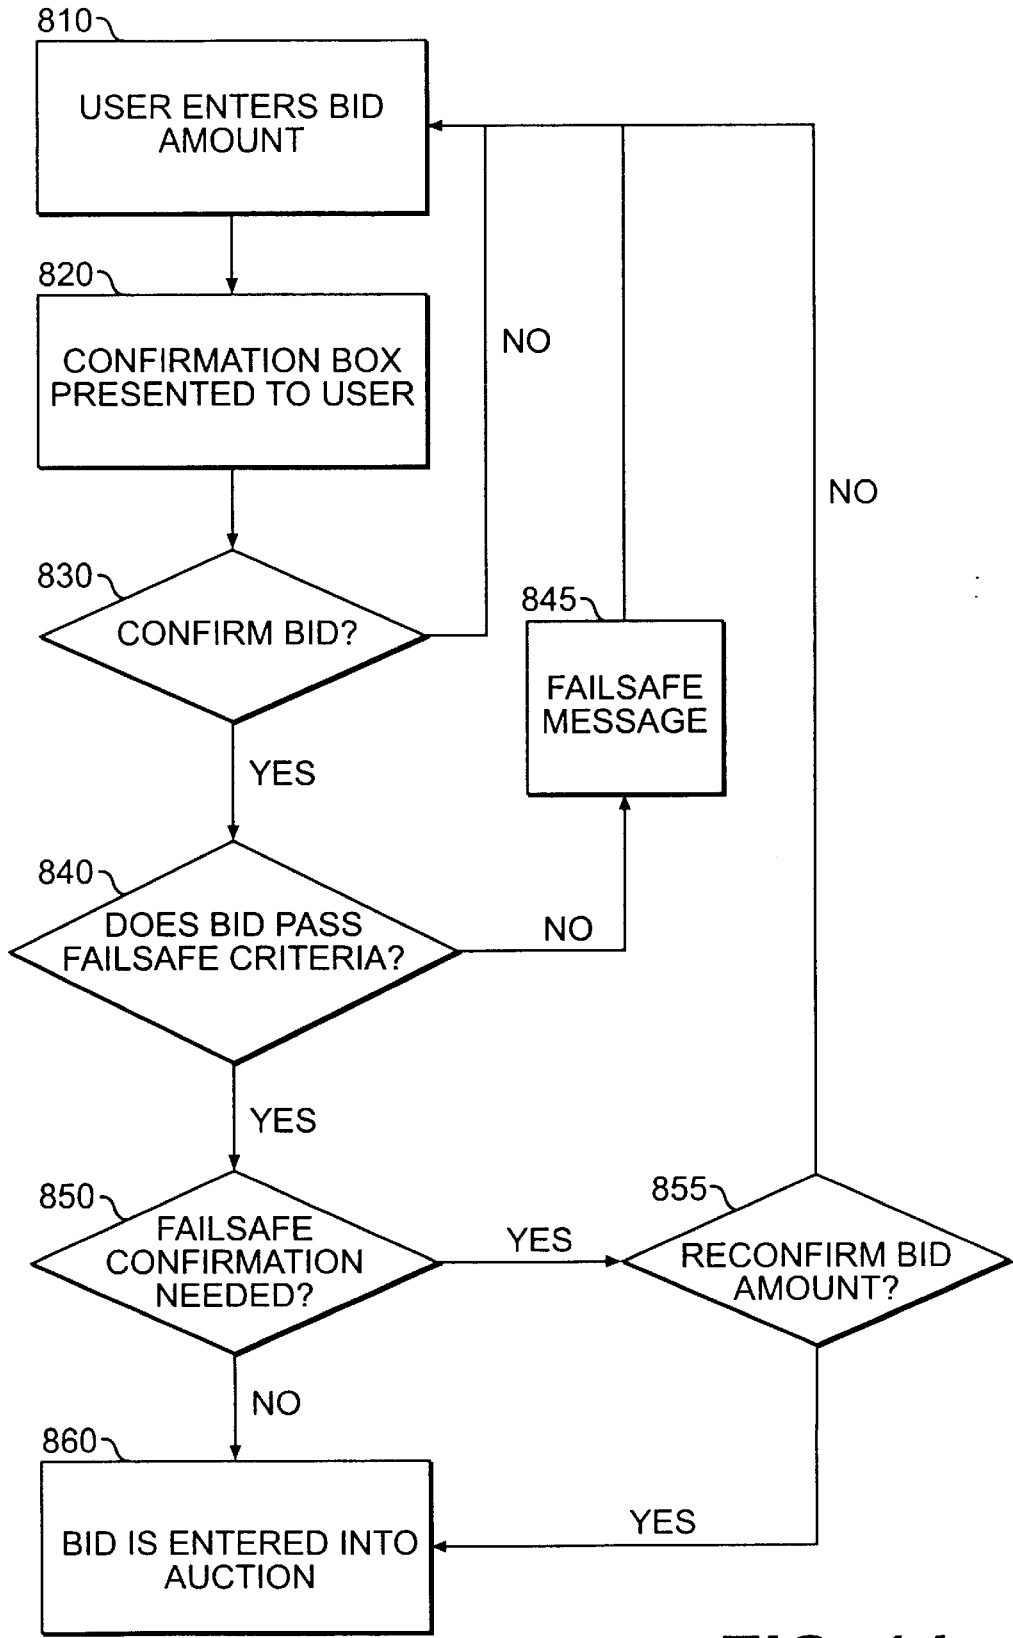 810
USER ENTERS BID
AMOUNT
820
CONFIRMATION BOX
PRESENTED TO USER
NO
NO
830
CONFIRM BID?
845
FAILSAFE
MESSAGE
YES
840
DOES BID PASS
FAILSAFE CRITERIA?
NO
YES
850
FAILSAFE
CONFIRMATION
NEEDED?
YES
855
RECONFIRM BID
AMOUNT?
NO
860
BID IS ENTERED INTO
AUCTION
YES